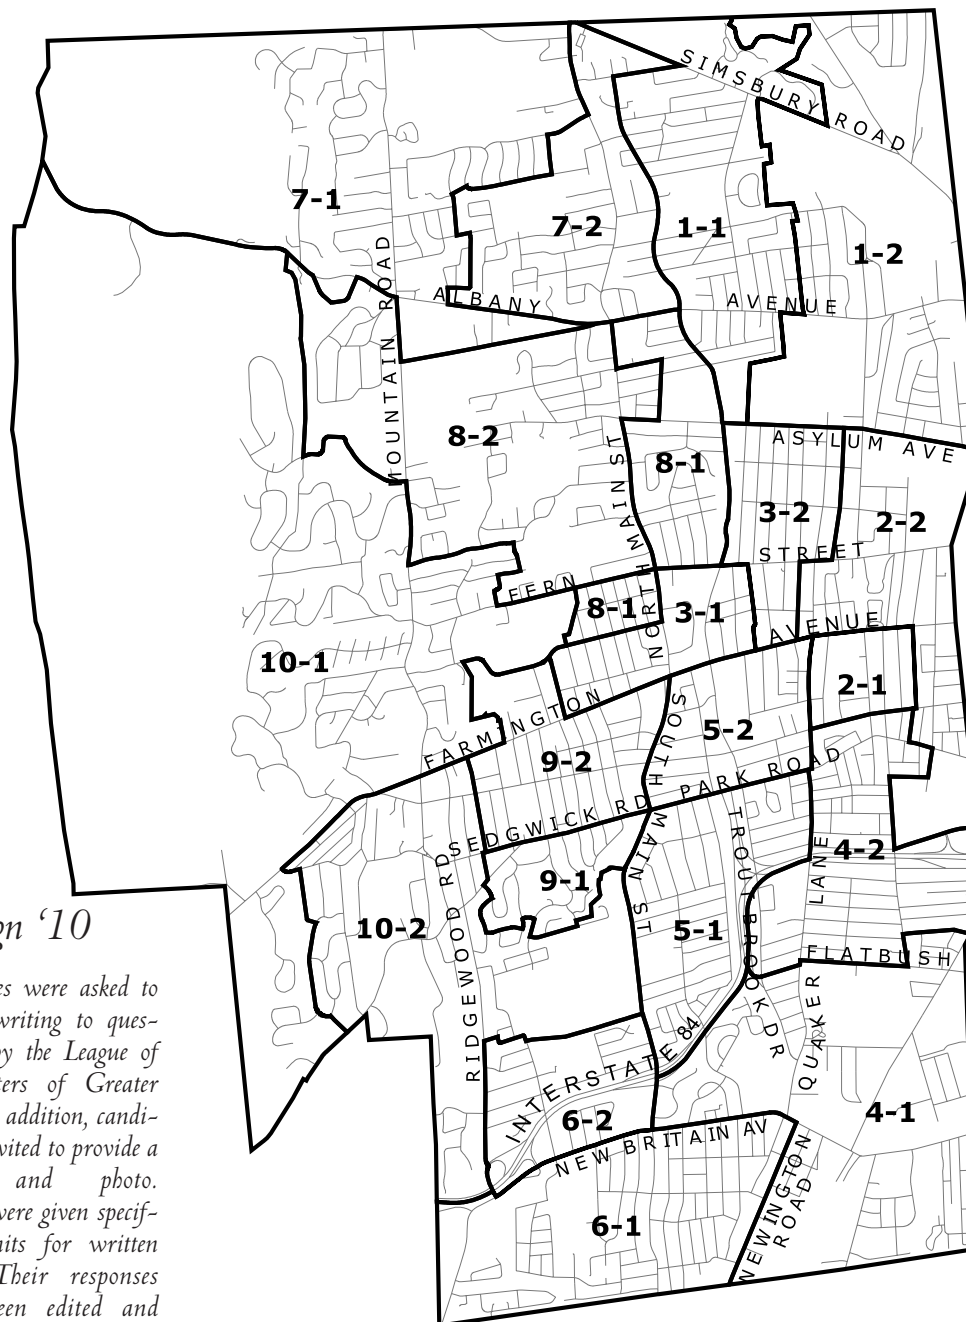 SIMSBURY ROAD
7-1
7-2
1-1
1-2
MOUNTAIN ROAD
ALBANY AVENUE
8-2
8-1
ASYLUM AVE
3-2
2-2
NORTH MAIN ST
STREET
FERN
8-1
3-1
AVENUE
10-1
2-1
FARMINGTON
SOUTH
5-2
9-2
PARK ROAD
SEDGWICK RD
MAIN ST
TROUT BROOK DR
4-2
9-1
QUAKER LANE
10-2
5-1
RIDGEWOOD RD
FLATBUSH
INTERSTATE 84
6-2
4-1
NEW BRITAIN AV
6-1
NEWINGTON
ROAD
gn ‘10
es were asked to
writing to ques-
by the League of
ters of Greater
addition, candi-
vited to provide a
and photo.
were given specif-
its for written
Their responses
een edited and